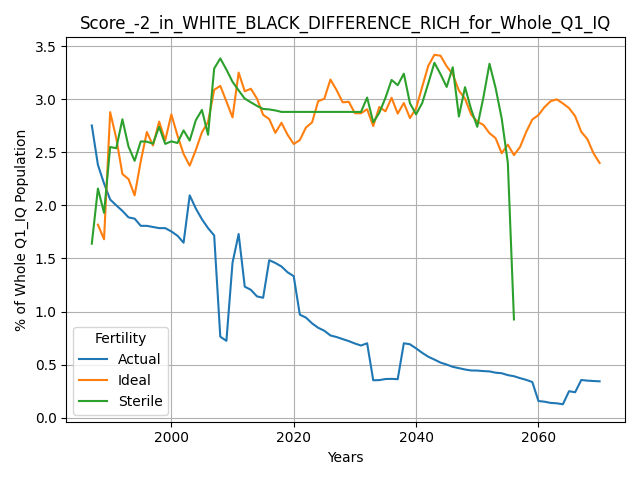 Score_-2_in_WHITE_BLACK_DIFFERENCE_RICH_for_Whole_Q1_IQ
% of Whole Q1_IQ Population
3.5
3.0
2.5
2.0
1.5
1.0
0.5
0.0
Fertility
Actual
Ideal
Sterile
2000
2020
2040
2060
Years